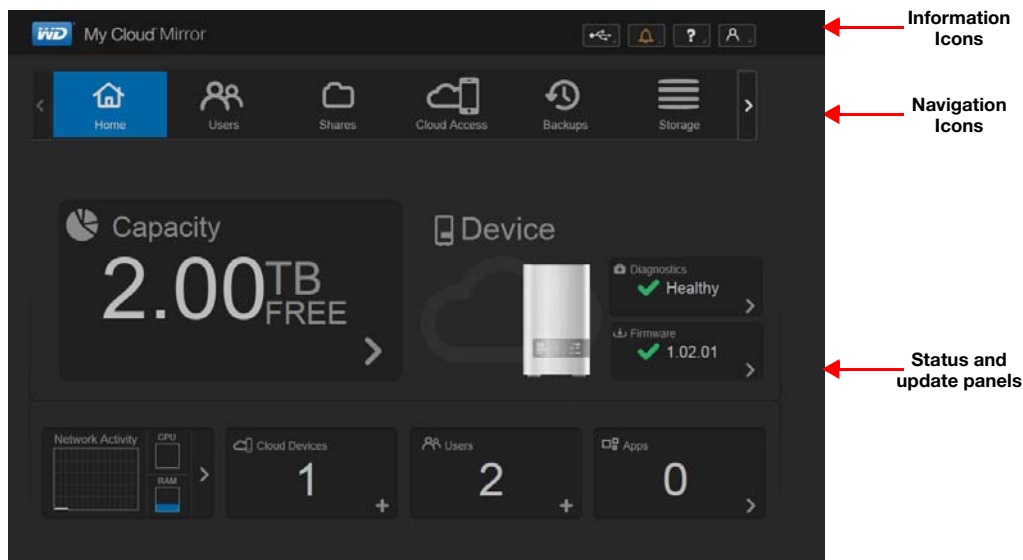 WD My Cloud Mirror
?
Information
Icons
Home
Users
Shares
Cloud Access
Backups
Storage
Navigation
Icons
Capacity
2.00 TB
FREE
Device
Diagnostics
Healthy
Firmware
1.02.01
Status and
update panels
Network Activity
CPU
RAM
Cloud Devices
1
Users
2
Apps
0